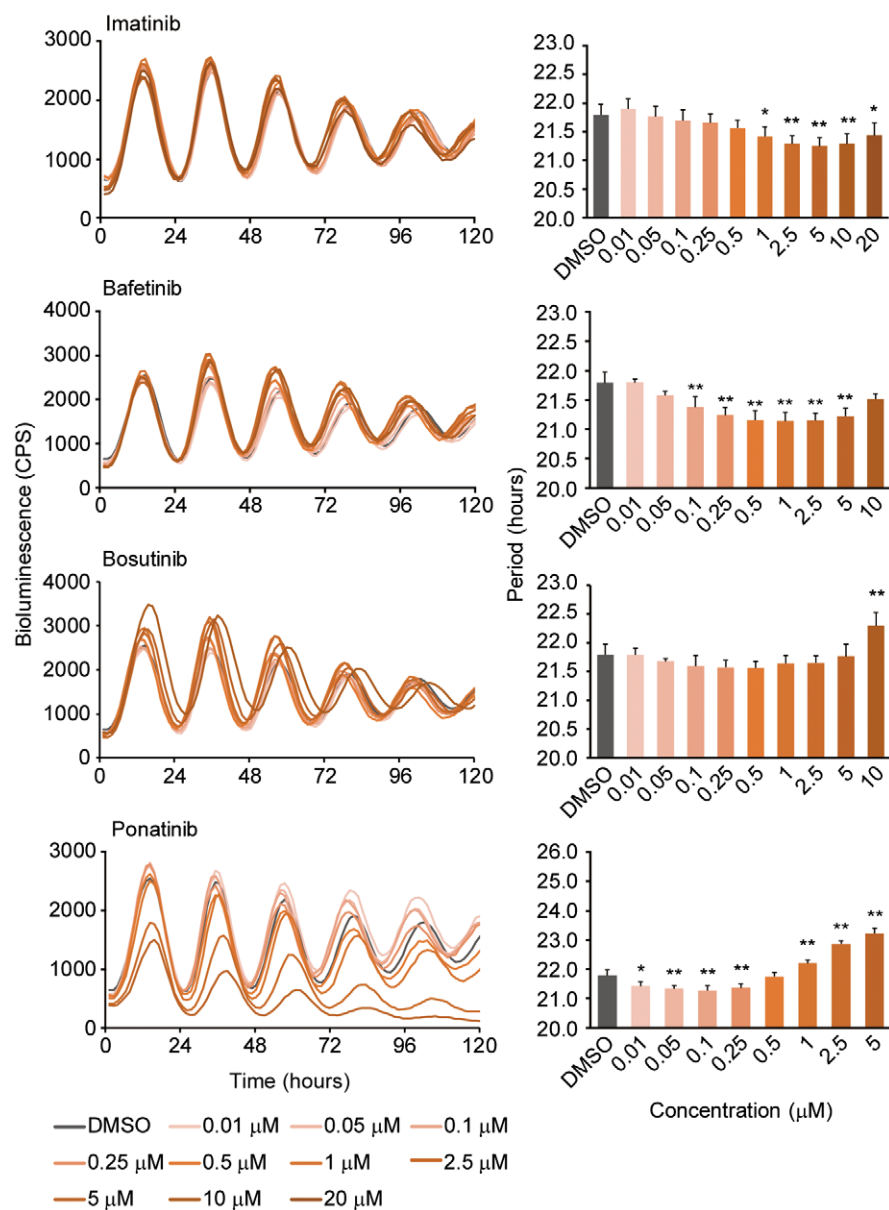 Imatinib
3000
2000
1000
0
0 24 48 72 96 120
23.0
22.5
22.0
21.5
21.0
20.5
20.0
* ** ** ** *
DMSO 0.01 0.05 0.1 0.25 0.5 1 2.5 5 10 20
Bafetinib
4000
3000
2000
1000
0
0 24 48 72 96 120
23.0
22.5
22.0
21.5
21.0
20.5
20.0
** ** ** ** ** **
DMSO 0.01 0.05 0.1 0.25 0.5 1 2.5 5 10
Bioluminescence (CPS)
Period (hours)
Bosutinib
4000
3000
2000
1000
0
0 24 48 72 96 120
23.0
22.5
22.0
21.5
21.0
20.5
20.0
**
DMSO 0.01 0.05 0.1 0.25 0.5 1 2.5 5 10
Ponatinib
3000
2000
1000
0
0 24 48 72 96 120
Time (hours)
26.0
25.0
24.0
23.0
22.0
21.0
20.0
* ** ** ** ** ** **
DMSO 0.01 0.05 0.1 0.25 0.5 1 2.5 5
Concentration (μM)
DMSO 0.01 μM 0.05 μM 0.1 μM
0.25 μM 0.5 μM 1 μM 2.5 μM
5 μM 10 μM 20 μM